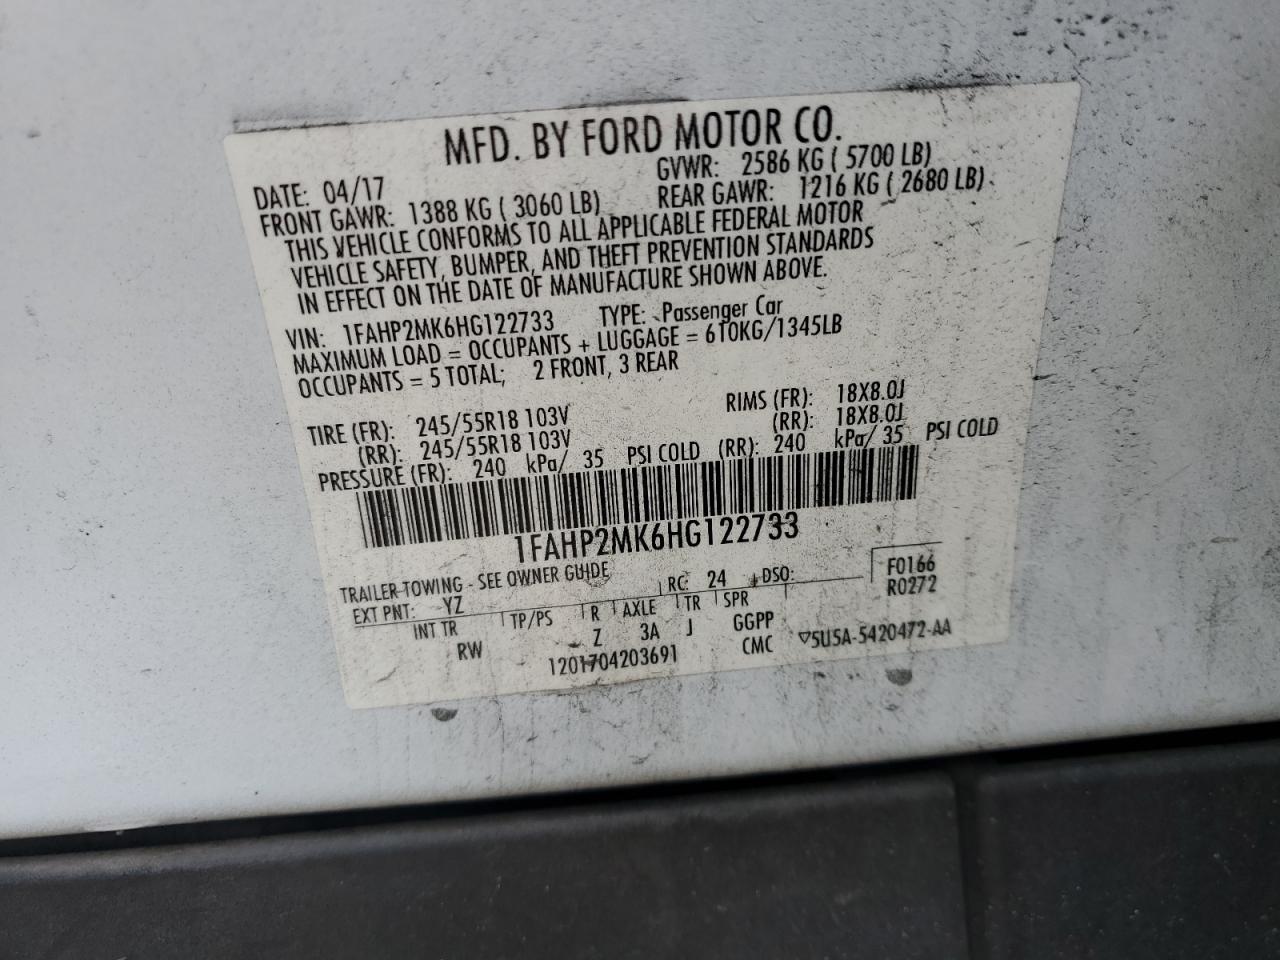 MFD. BY FORD MOTOR CO.
DATE: 04/17 GVWR: 2586 KG ( 5700 LB)
FRONT GAWR: 1388 KG ( 3060 LB) REAR GAWR: 1216 KG ( 2680 LB)
THIS VEHICLE CONFORMS TO ALL APPLICABLE FEDERAL MOTOR
VEHICLE SAFETY, BUMPER, AND THEFT PREVENTION STANDARDS
IN EFFECT ON THE DATE OF MANUFACTURE SHOWN ABOVE.
VIN: 1FAHP2MK6HG122733 TYPE: Passenger Car
MAXIMUM LOAD = OCCUPANTS + LUGGAGE = 610KG/1345LB
OCCUPANTS = 5 TOTAL; 2 FRONT, 3 REAR
TIRE (FR): 245/55R18 103V RIMS (FR): 18X8.0J
(RR): 245/55R18 103V (RR): 18X8.0J
PRESSURE (FR): 240 kPa/ 35 PSI COLD (RR): 240 kPa/ 35 PSI COLD
1FAHP2MK6HG122733
TRAILER TOWING - SEE OWNER GUIDE
EXT PNT: YZ RC: 24 DSO: F0166
R0272
INT TR TP/PS R AXLE TR SPR
RW Z 3A J GGPP
1201704203691 CMC ▽5U5A-5420472-AA